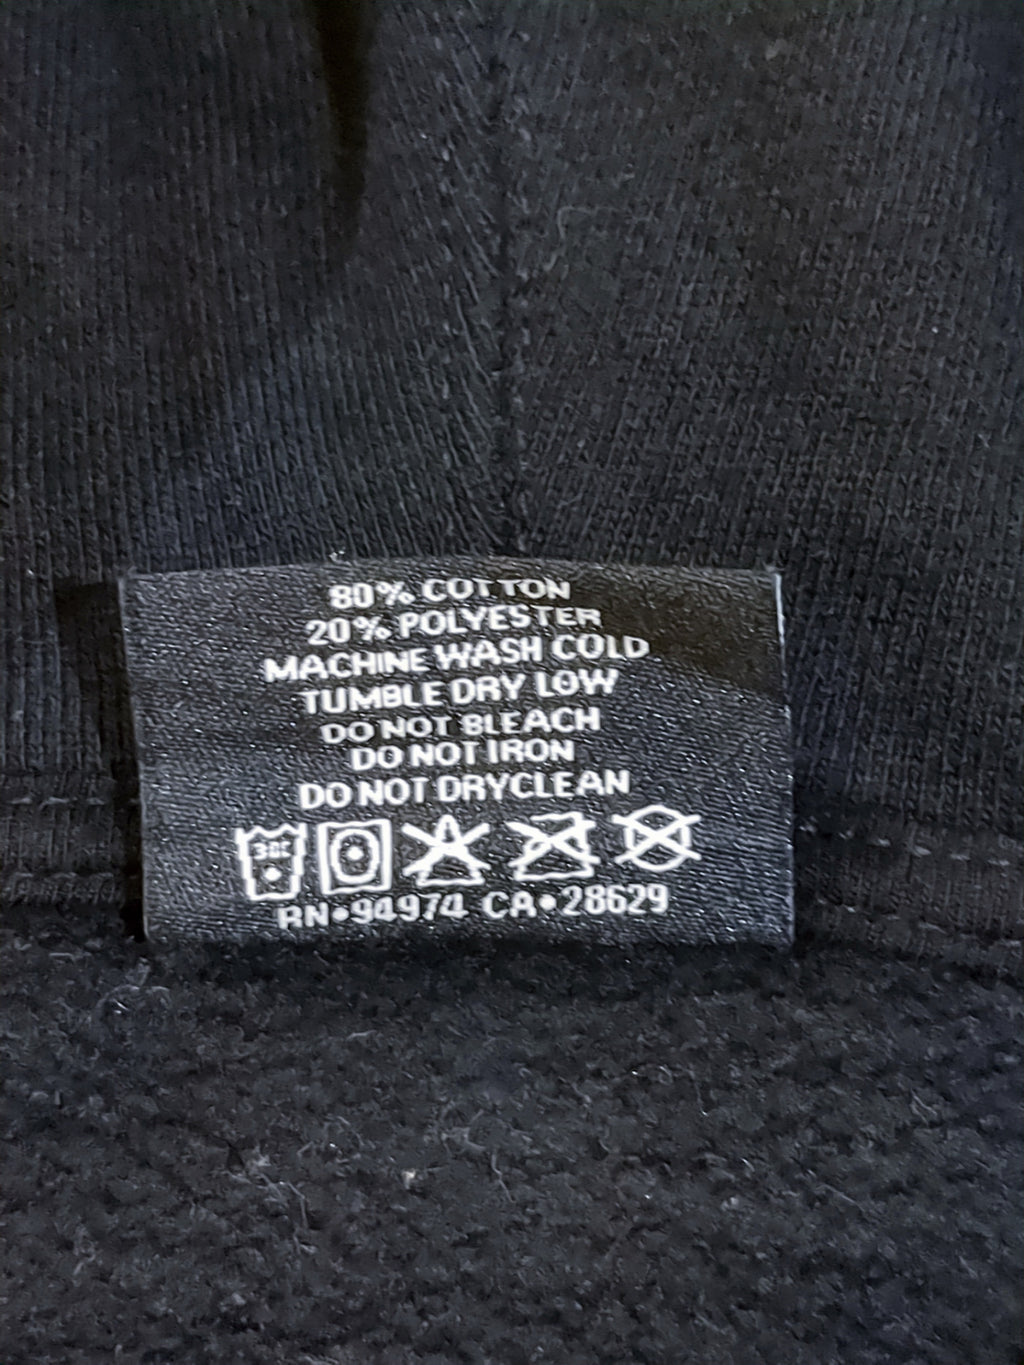 80% COTTON
20% POLYESTER
MACHINE WASH COLD
TUMBLE DRY LOW
DO NOT BLEACH
DO NOT IRON
DO NOT DRYCLEAN
30C
RN•94974 CA•28629